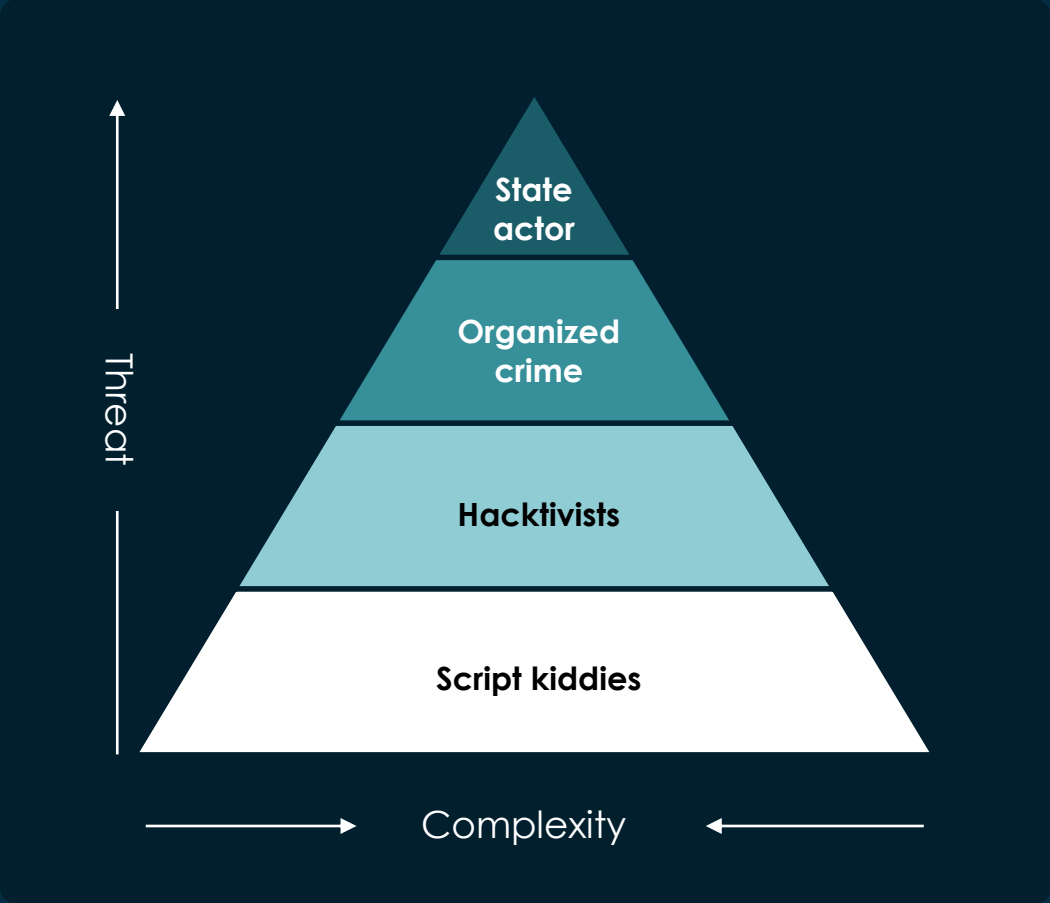 State
actor
Organized
crime
Threat
Hacktivists
Script kiddies
Complexity